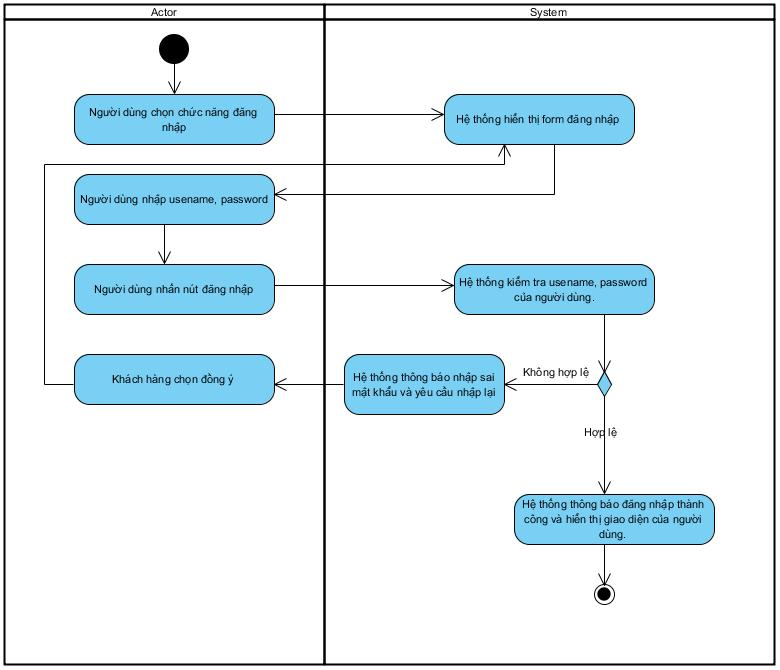 Actor
System
Người dùng chọn chức năng đăng
nhập
Hệ thống hiển thị form đăng nhập
Người dùng nhập usename, password
Người dùng nhấn nút đăng nhập
Hệ thống kiểm tra usename, password
của người dùng.
Khách hàng chọn đồng ý
Hệ thống thông báo nhập sai
mật khẩu và yêu cầu nhập lại
Không hợp lệ
Hợp lệ
Hệ thống thông báo đăng nhập thành
công và hiển thị giao diện của người
dùng.